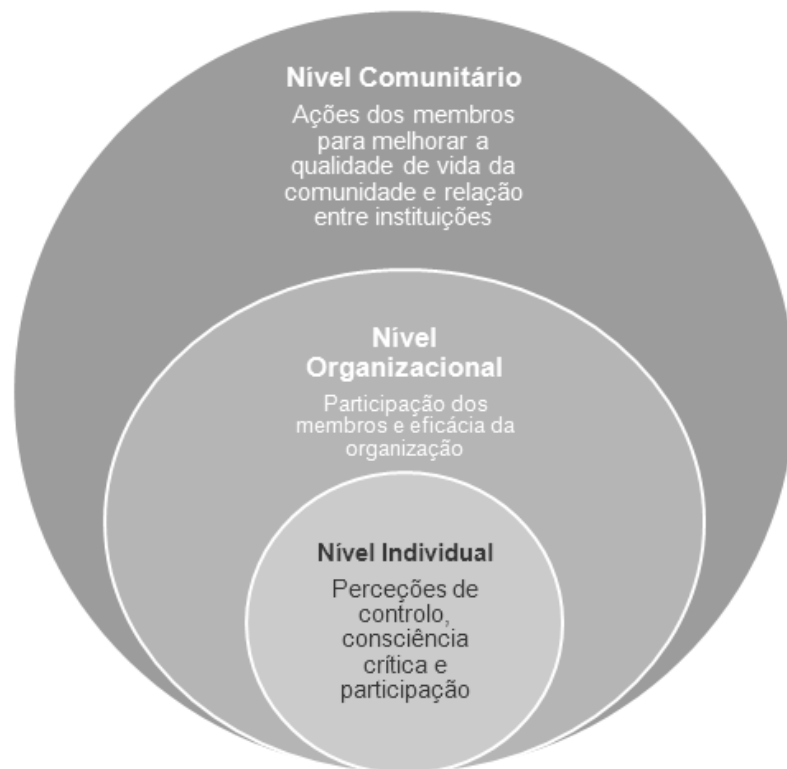 Nível Comunitário
Ações dos membros
para melhorar a
qualidade de vida da
comunidade e relação
entre instituições
Nível
Organizacional
Participação dos
membros e eficácia da
organização
Nível Individual
Perceções de
controlo,
consciência
crítica e
participação